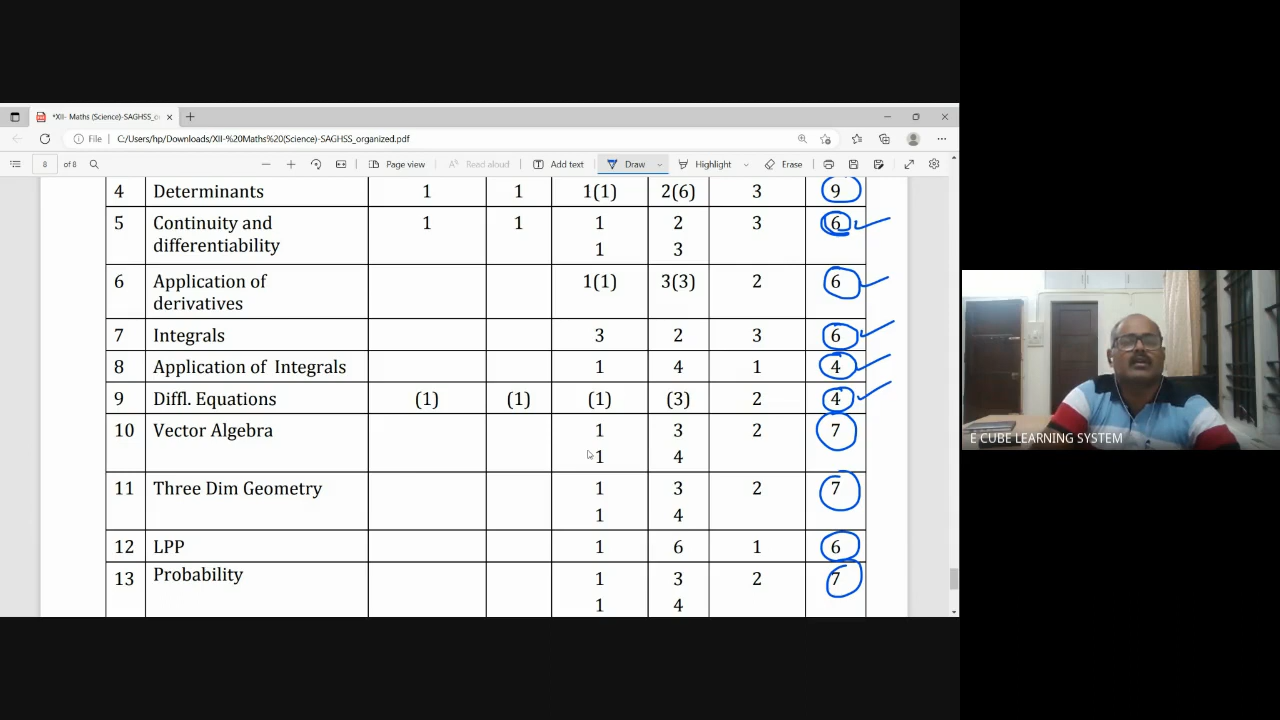 *XII- Maths (Science)-SAGHSS_o
File C:/Users/hp/Downloads/XII-%20Maths%20(Science)-SAGHSS_organized.pdf
8 of 8 Page view Read aloud Add text Draw Highlight Erase
4 Determinants 1 1 1(1) 2(6) 3 9
5 Continuity and 1 1 1 2 3 6
differentiability 1 3
6 Application of 1(1) 3(3) 2 6
derivatives
7 Integrals 3 2 3 6
8 Application of Integrals 1 4 1 4
9 Diffl. Equations (1) (1) (1) (3) 2 4
10 Vector Algebra 1 3 2 7
1 4
11 Three Dim Geometry 1 3 2 7
1 4
12 LPP 1 6 1 6
13 Probability 1 3 2 7
1 4
E CUBE LEARNING SYSTEM